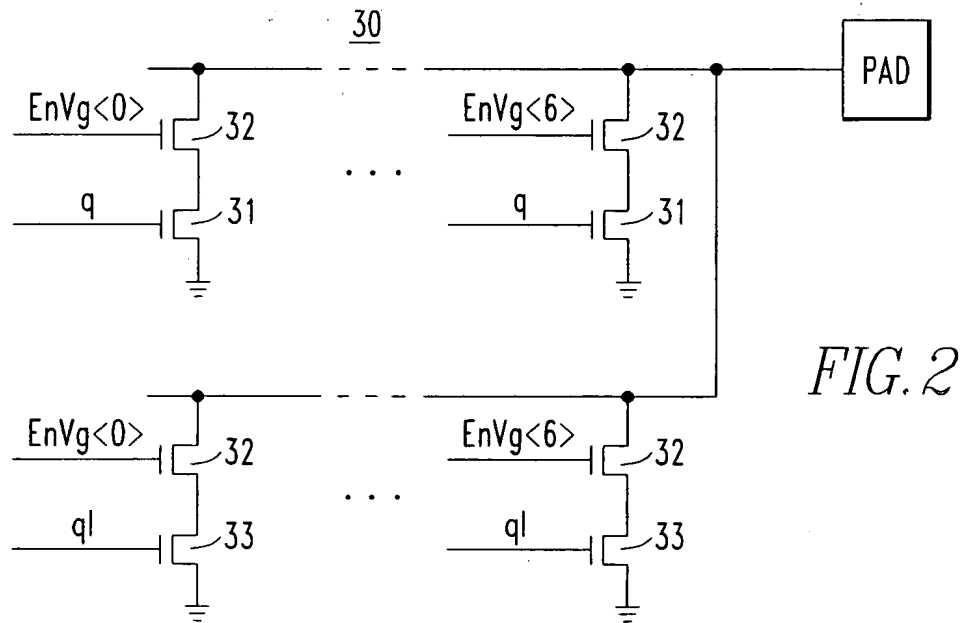 30
PAD
EnVg<0>
32
EnVg<6>
32
q
31
. . .
q
31
FIG. 2
EnVg<0>
32
EnVg<6>
32
ql
33
. . .
ql
33